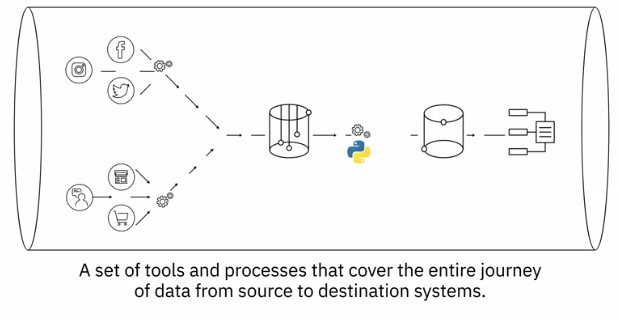 A set of tools and processes that cover the entire journey
of data from source to destination systems.